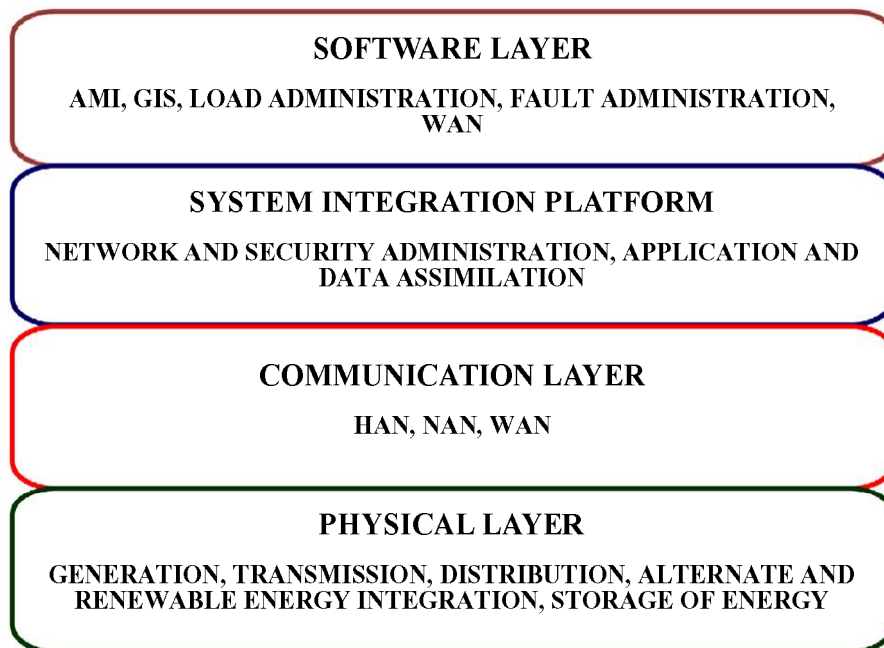 SOFTWARE LAYER
AMI, GIS, LOAD ADMINISTRATION, FAULT ADMINISTRATION,
WAN
SYSTEM INTEGRATION PLATFORM
NETWORK AND SECURITY ADMINISTRATION, APPLICATION AND
DATA ASSIMILATION
COMMUNICATION LAYER
HAN, NAN, WAN
PHYSICAL LAYER
GENERATION, TRANSMISSION, DISTRIBUTION, ALTERNATE AND
RENEWABLE ENERGY INTEGRATION, STORAGE OF ENERGY